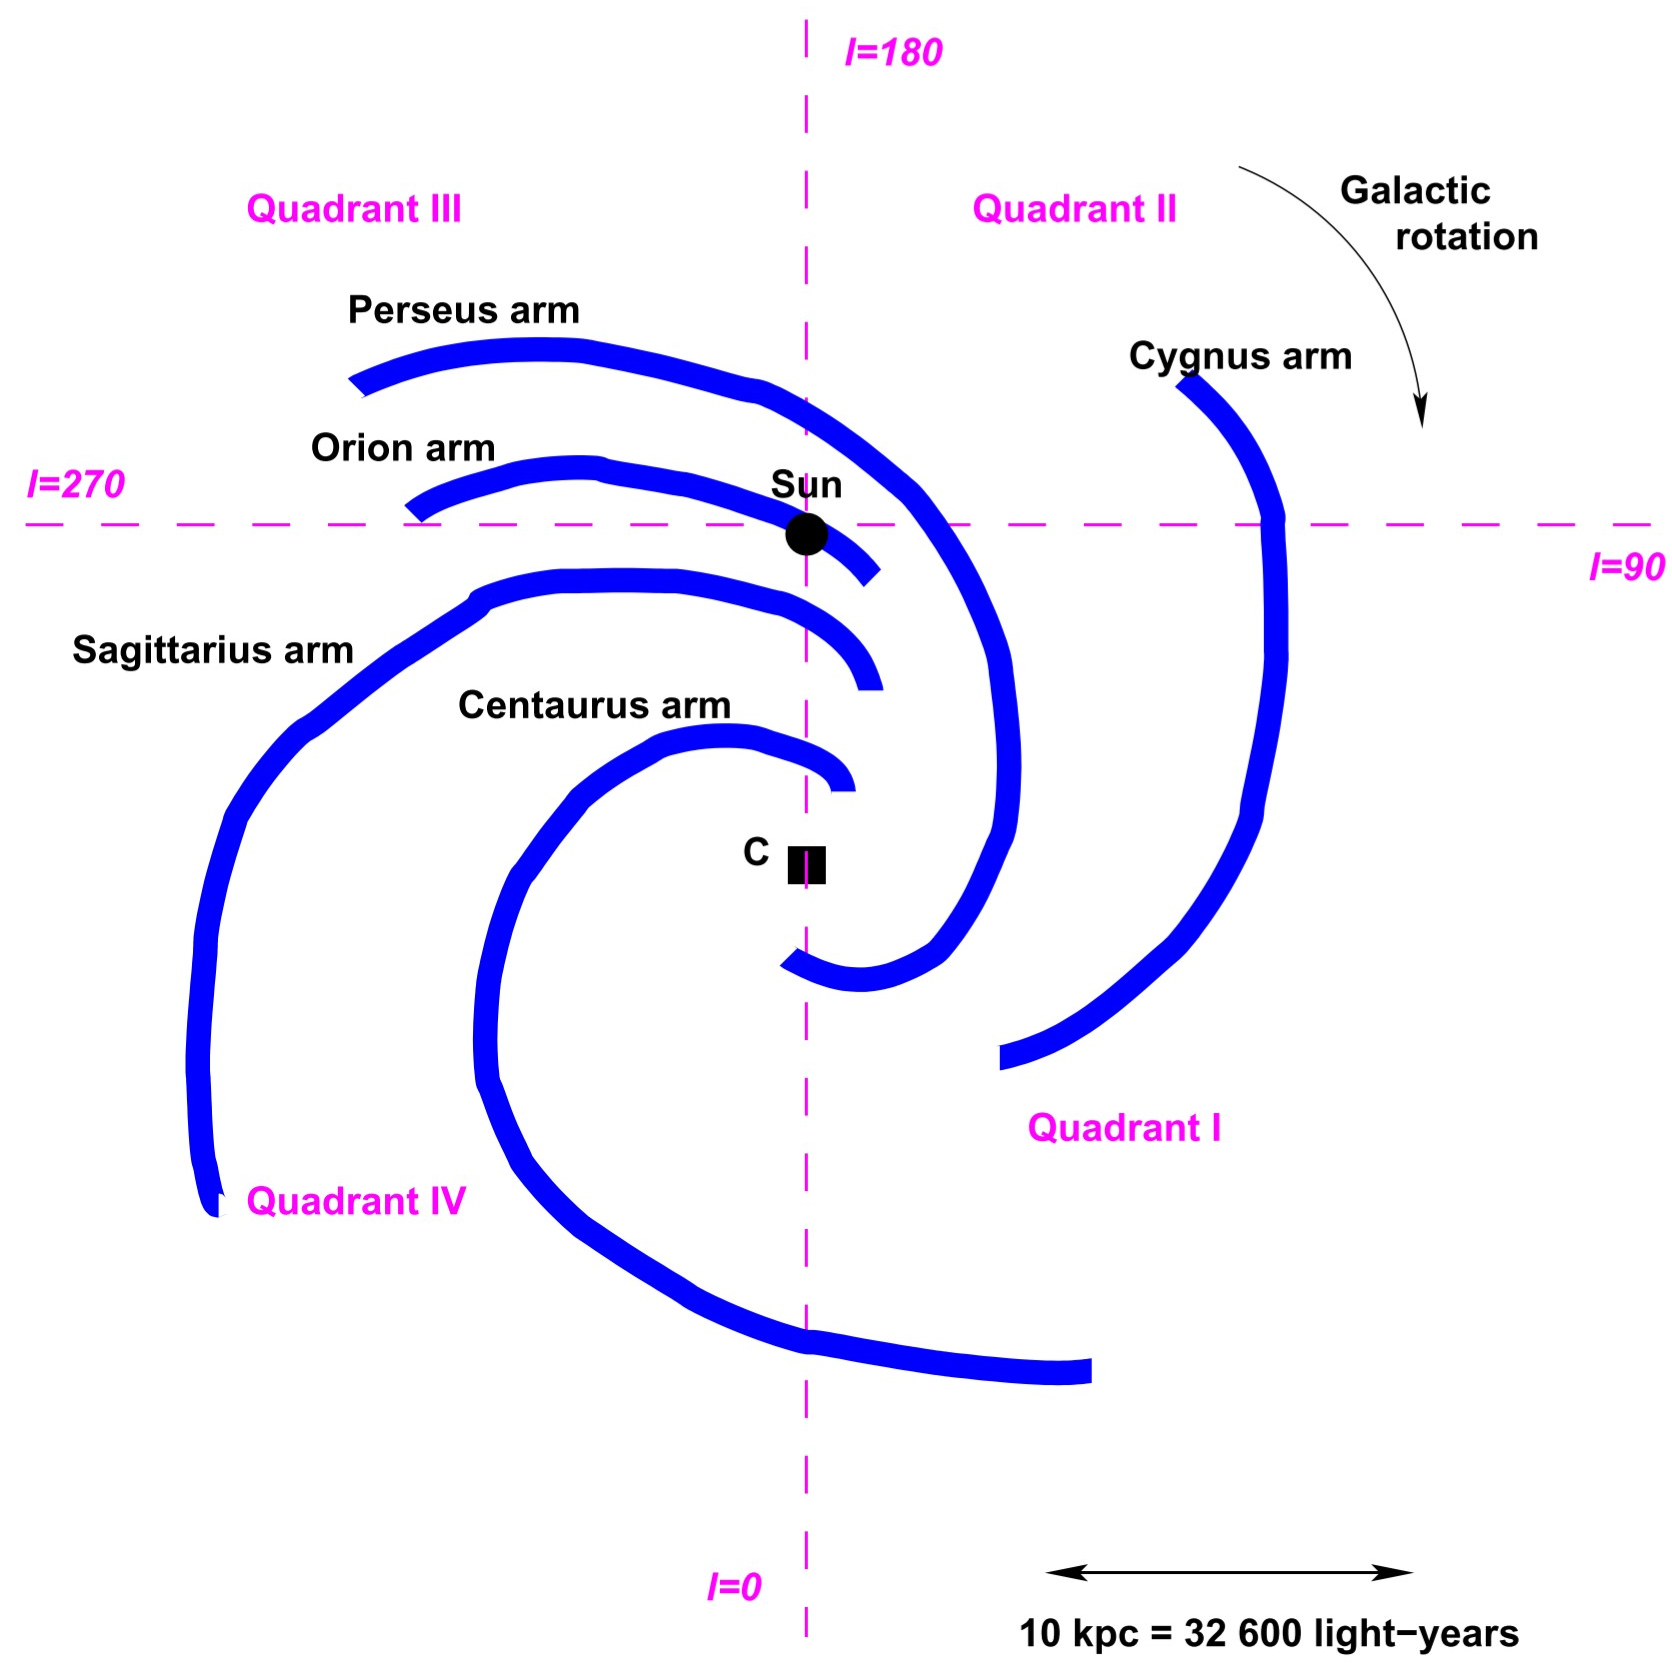 l=180
Galactic
rotation
Quadrant III
Quadrant II
Perseus arm
Cygnus arm
Orion arm
l=270
Sun
l=90
Sagittarius arm
Centaurus arm
C
Quadrant I
Quadrant IV
l=0
10 kpc = 32 600 light−years